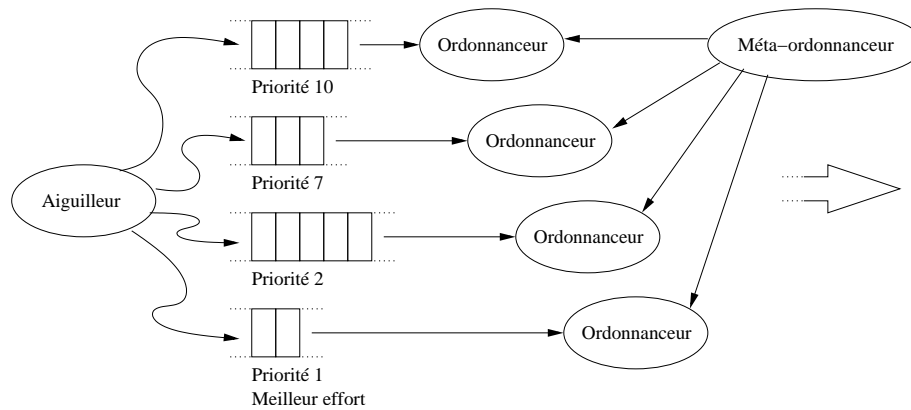 Ordonnanceur
Méta−ordonnanceur
Priorité 10
Ordonnanceur
Priorité 7
Aiguilleur
Ordonnanceur
Priorité 2
Ordonnanceur
Priorité 1
Meilleur effort